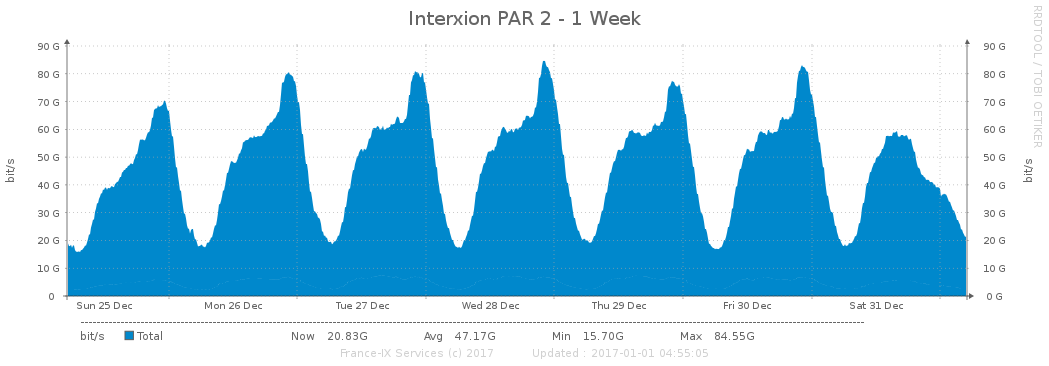 Interxion PAR 2 - 1 Week
RRDTOOL / TOBI OETIKER
90 G 90 G
80 G 80 G
70 G 70 G
60 G 60 G
50 G 50 G
40 G 40 G
30 G 30 G
20 G 20 G
10 G 10 G
0 0 G
bit/s bit/s
Sun 25 Dec Mon 26 Dec Tue 27 Dec Wed 28 Dec Thu 29 Dec Fri 30 Dec Sat 31 Dec
bit/s Total Now 20.83G Avg 47.17G Min 15.70G Max 84.55G
France-IX Services (c) 2017 Updated : 2017-01-01 04:55:05